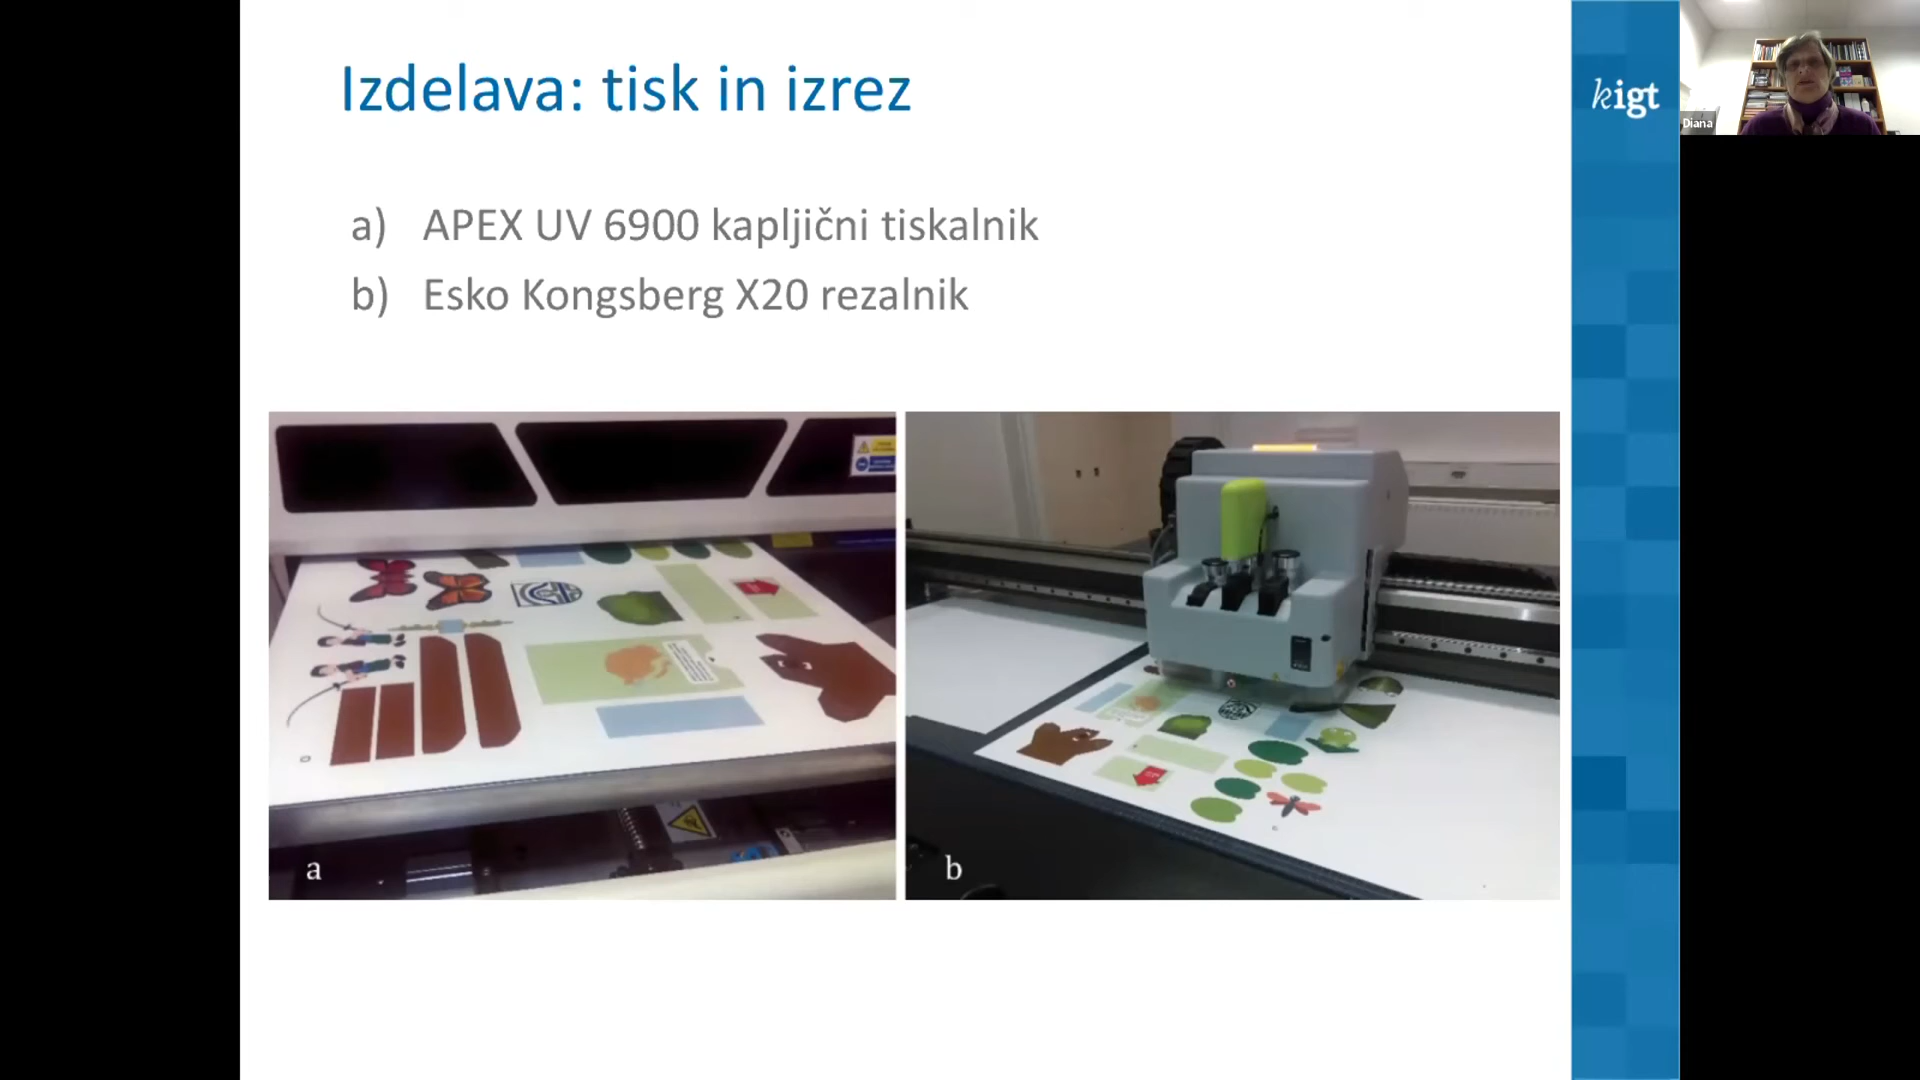 Izdelava: tisk in izrez
kigt
Diana
a) APEX UV 6900 kapljični tiskalnik
b) Esko Kongsberg X20 rezalnik
a
b